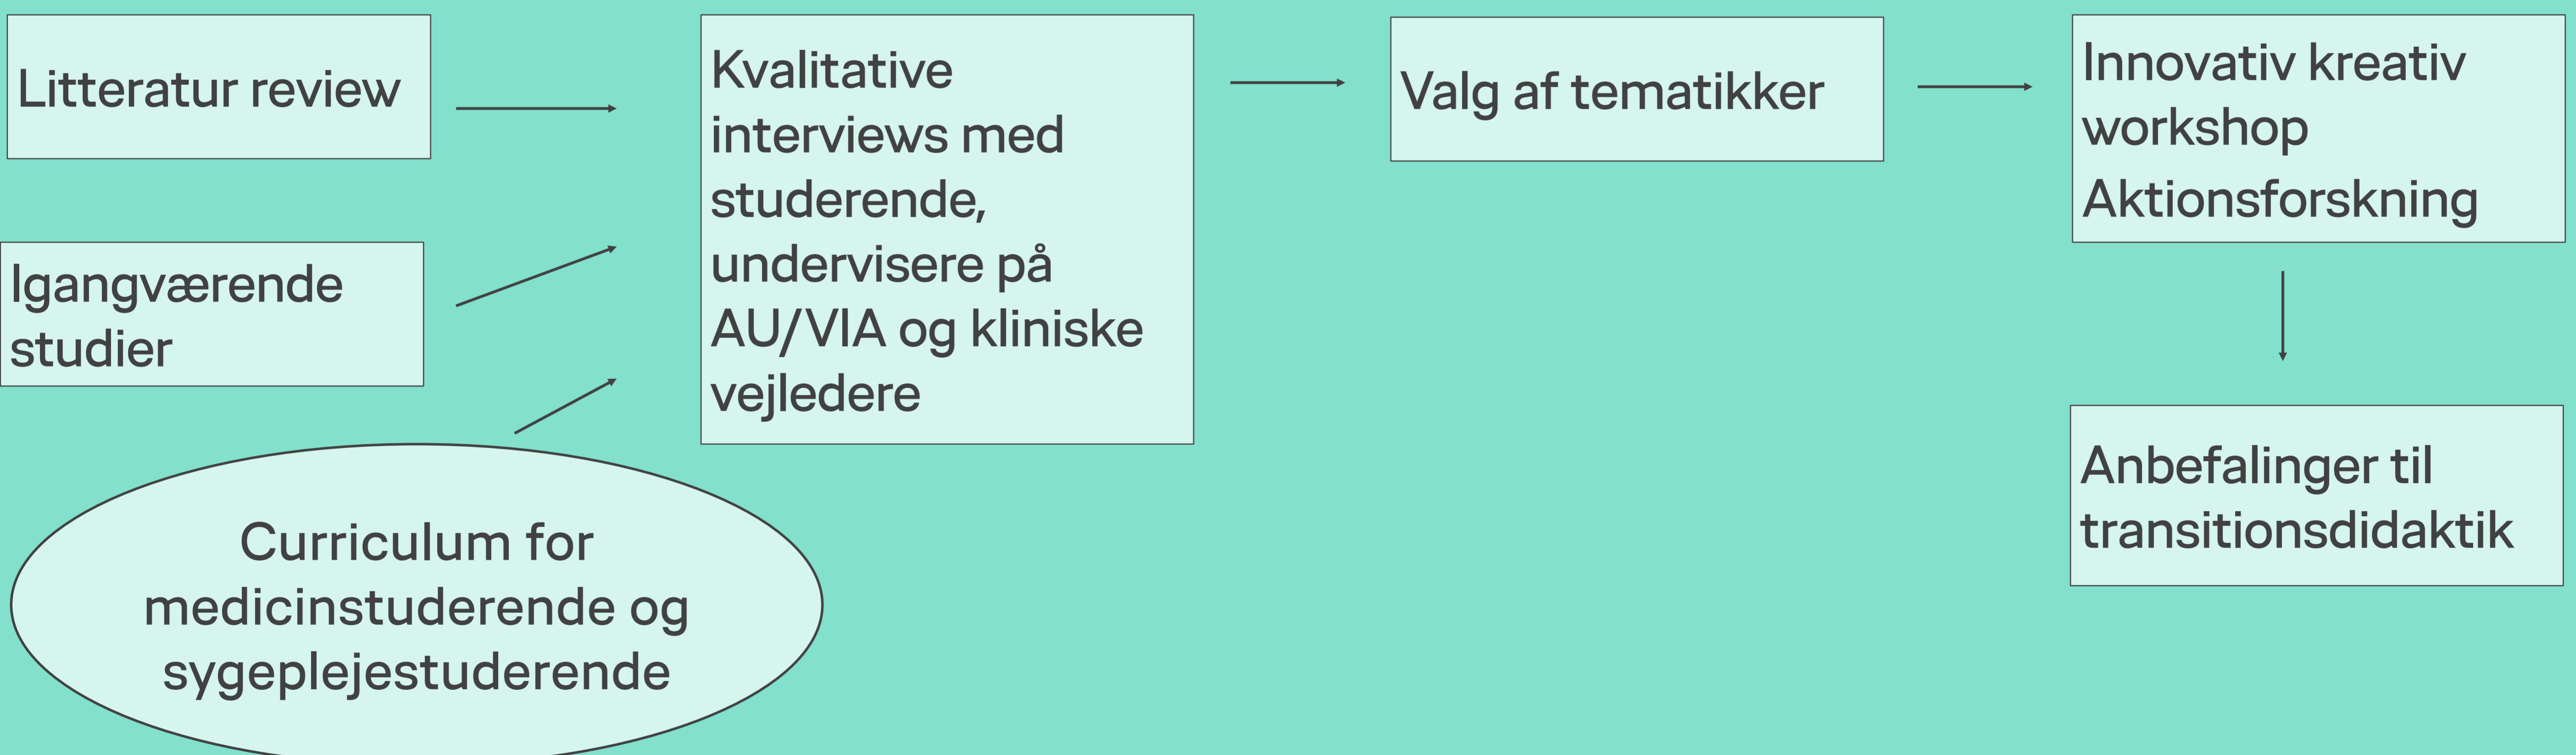 Litteratur review
Igangværende
studier
Curriculum for
medicinstuderende og
sygeplejestuderende
Kvalitative
interviews med
studerende,
undervisere på
AU/VIA og kliniske
vejledere
Valg af tematikker
Innovativ kreativ
workshop
Aktionsforskning
Anbefalinger til
transitionsdidaktik